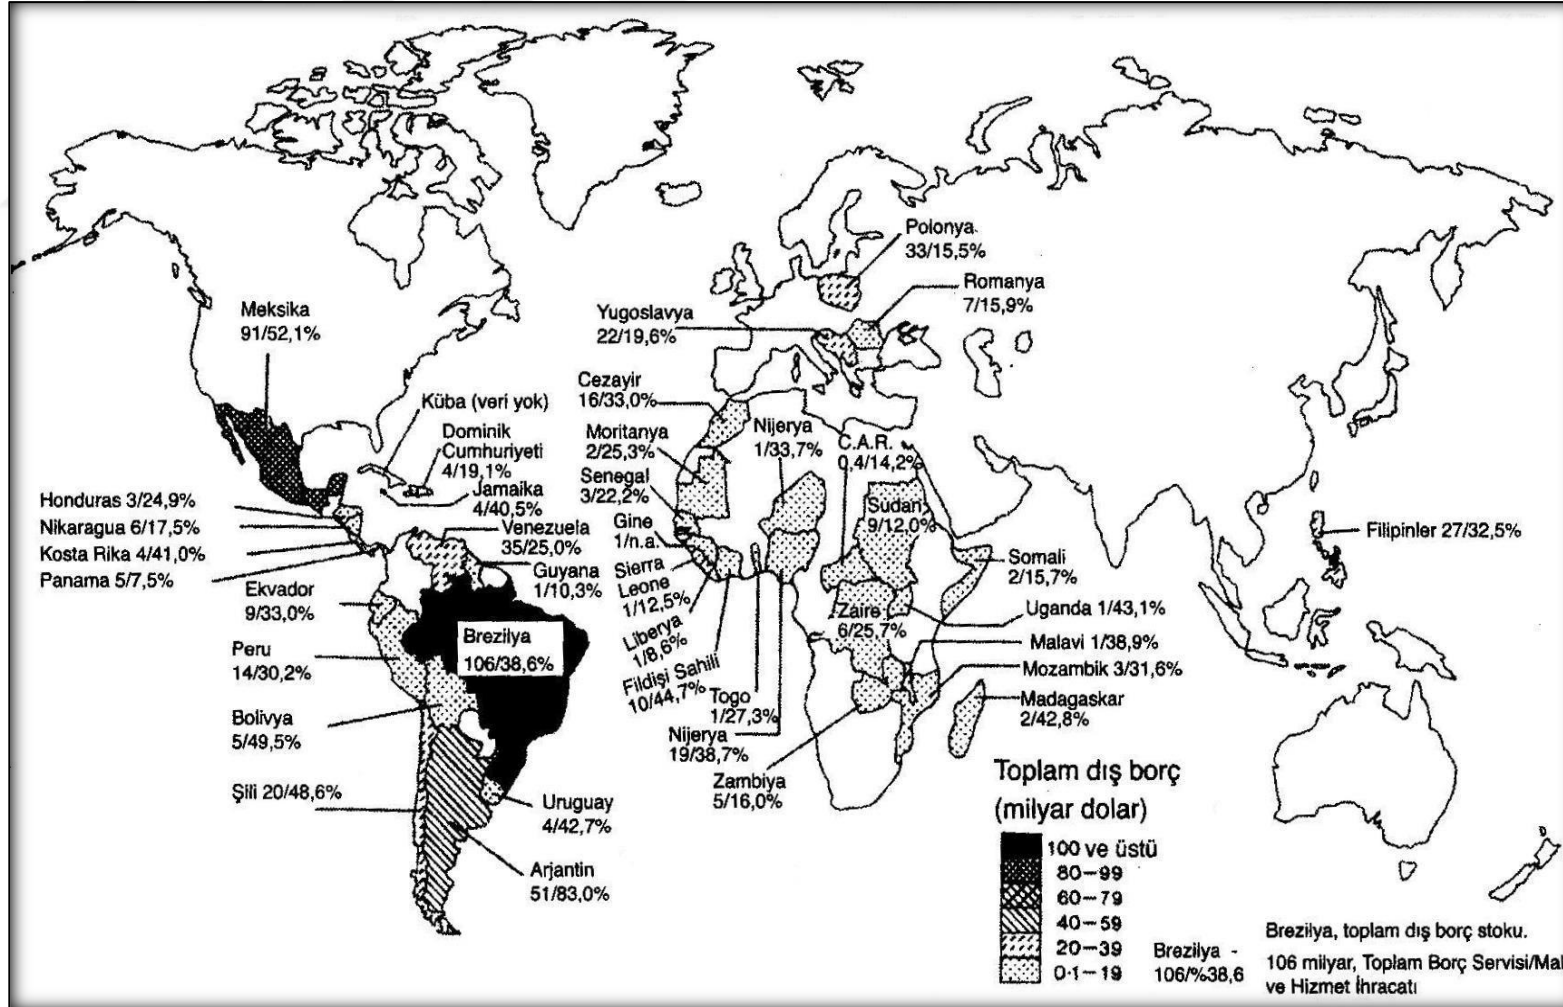 Polonya
33/15,5%
Romanya
7/15,9%
Yugoslavya
22/19,6%
Meksika
91/52,1%
Küba (veri yok)
Dominik
Cumhuriyeti
4/19,1%
Jamaika
4/40,5%
Honduras 3/24,9%
Nikaragua 6/17,5%
Kosta Rika 4/41,0%
Panama 5/7,5%
Venezuela
35/25,0%
Guyana
1/10,3%
Ekvador
9/33,0%
Peru
14/30,2%
Brezilya
106/38,6%
Bolivya
5/49,5%
Şili 20/48,6%
Uruguay
4/42,7%
Arjantin
51/83,0%
Cezayir
16/33,0%
Moritanya
2/25,3%
Senegal
3/22,2%
Gine
1/n.a.
Sierra
Leone
1/12,5%
Liberya
1/8,6%
Fildişi Sahili
10/44,7%
Togo
1/27,3%
Nijerya
19/38,7%
Nijerya
1/33,7%
C.A.R.
0,4/14,2%
Sudan
9/12,0%
Zaire
6/25,7%
Zambiya
5/16,0%
Somali
2/15,7%
Uganda 1/43,1%
Malavi 1/38,9%
Mozambik 3/31,6%
Madagaskar
2/42,8%
Filipinler 27/32,5%
Toplam dış borç
(milyar dolar)
100 ve üstü
80–99
60–79
40–59
20–39
0·1–19
Brezilya -
106/%38,6
Brezilya, toplam dış borç stoku.
106 milyar, Toplam Borç Servisi/Mal
ve Hizmet İhracatı